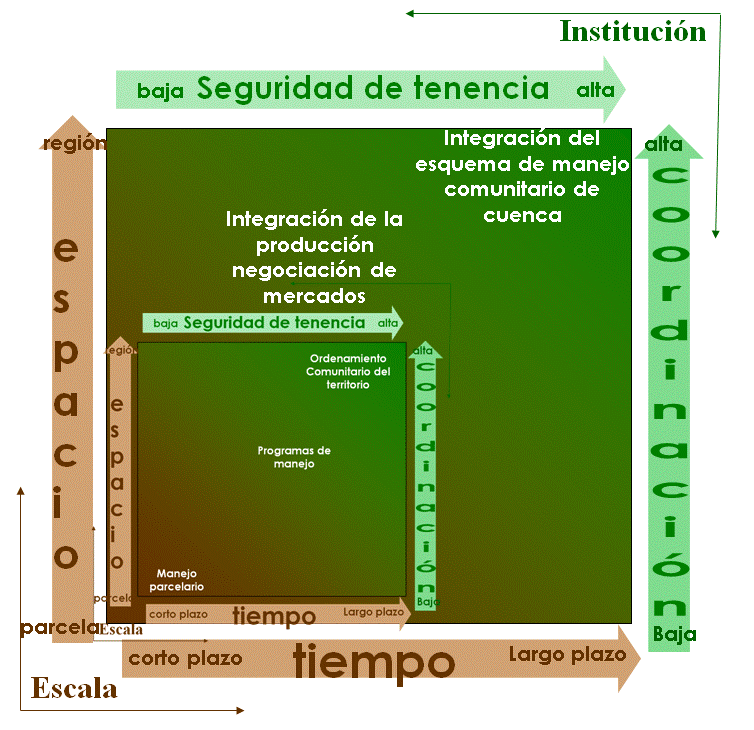 Institución
baja Seguridad de tenencia alta
región
alta
Integración del
esquema de manejo
comunitario de
cuenca
Integración de la
producción
negociación de
mercados
espacio
coordinación
baja Seguridad de tenencia alta
región
alta
Ordenamiento
Comunitario del
territorio
espacio
coordinación
Programas de
manejo
Manejo
parcelario
parcela
corto plazo tiempo Largo plazo
Baja
parcela
Escala
Baja
corto plazo tiempo Largo plazo
Escala